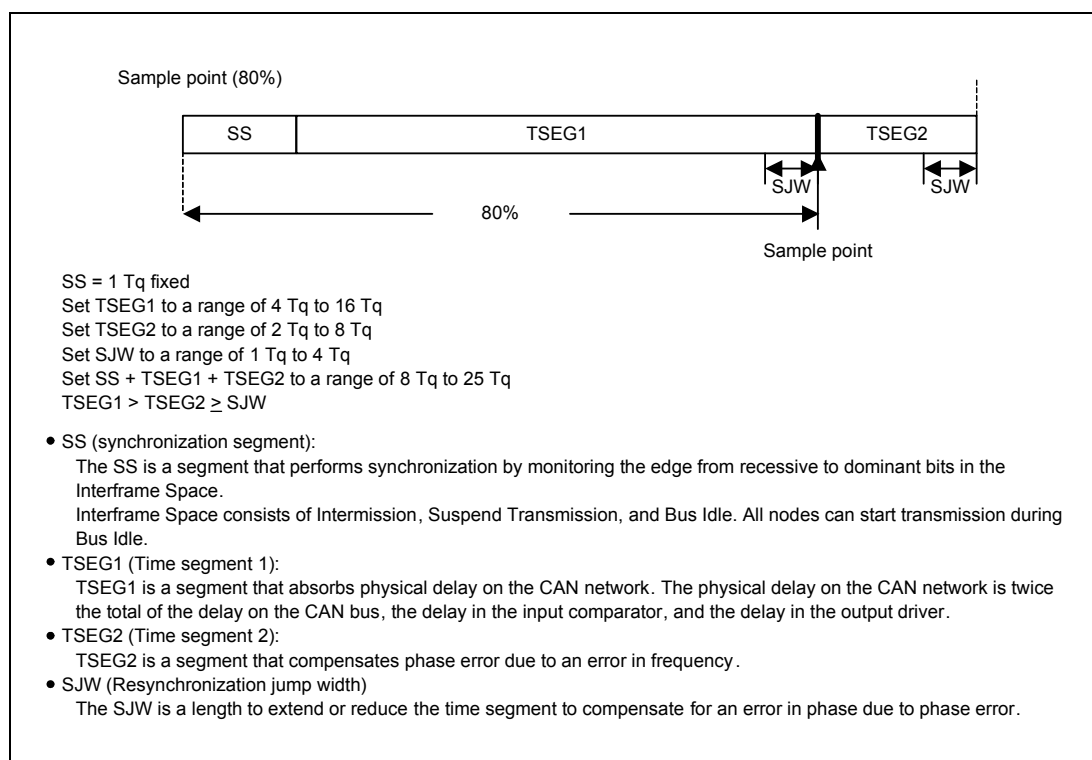 Sample point (80%)
SS TSEG1 TSEG2
SJW SJW
80%
Sample point
SS = 1 Tq fixed
Set TSEG1 to a range of 4 Tq to 16 Tq
Set TSEG2 to a range of 2 Tq to 8 Tq
Set SJW to a range of 1 Tq to 4 Tq
Set SS + TSEG1 + TSEG2 to a range of 8 Tq to 25 Tq
TSEG1 > TSEG2 ≥ SJW
● SS (synchronization segment):
The SS is a segment that performs synchronization by monitoring the edge from recessive to dominant bits in the
Interframe Space.
Interframe Space consists of Intermission, Suspend Transmission, and Bus Idle. All nodes can start transmission during
Bus Idle.
● TSEG1 (Time segment 1):
TSEG1 is a segment that absorbs physical delay on the CAN network. The physical delay on the CAN network is twice
the total of the delay on the CAN bus, the delay in the input comparator, and the delay in the output driver.
● TSEG2 (Time segment 2):
TSEG2 is a segment that compensates phase error due to an error in frequency.
● SJW (Resynchronization jump width)
The SJW is a length to extend or reduce the time segment to compensate for an error in phase due to phase error.